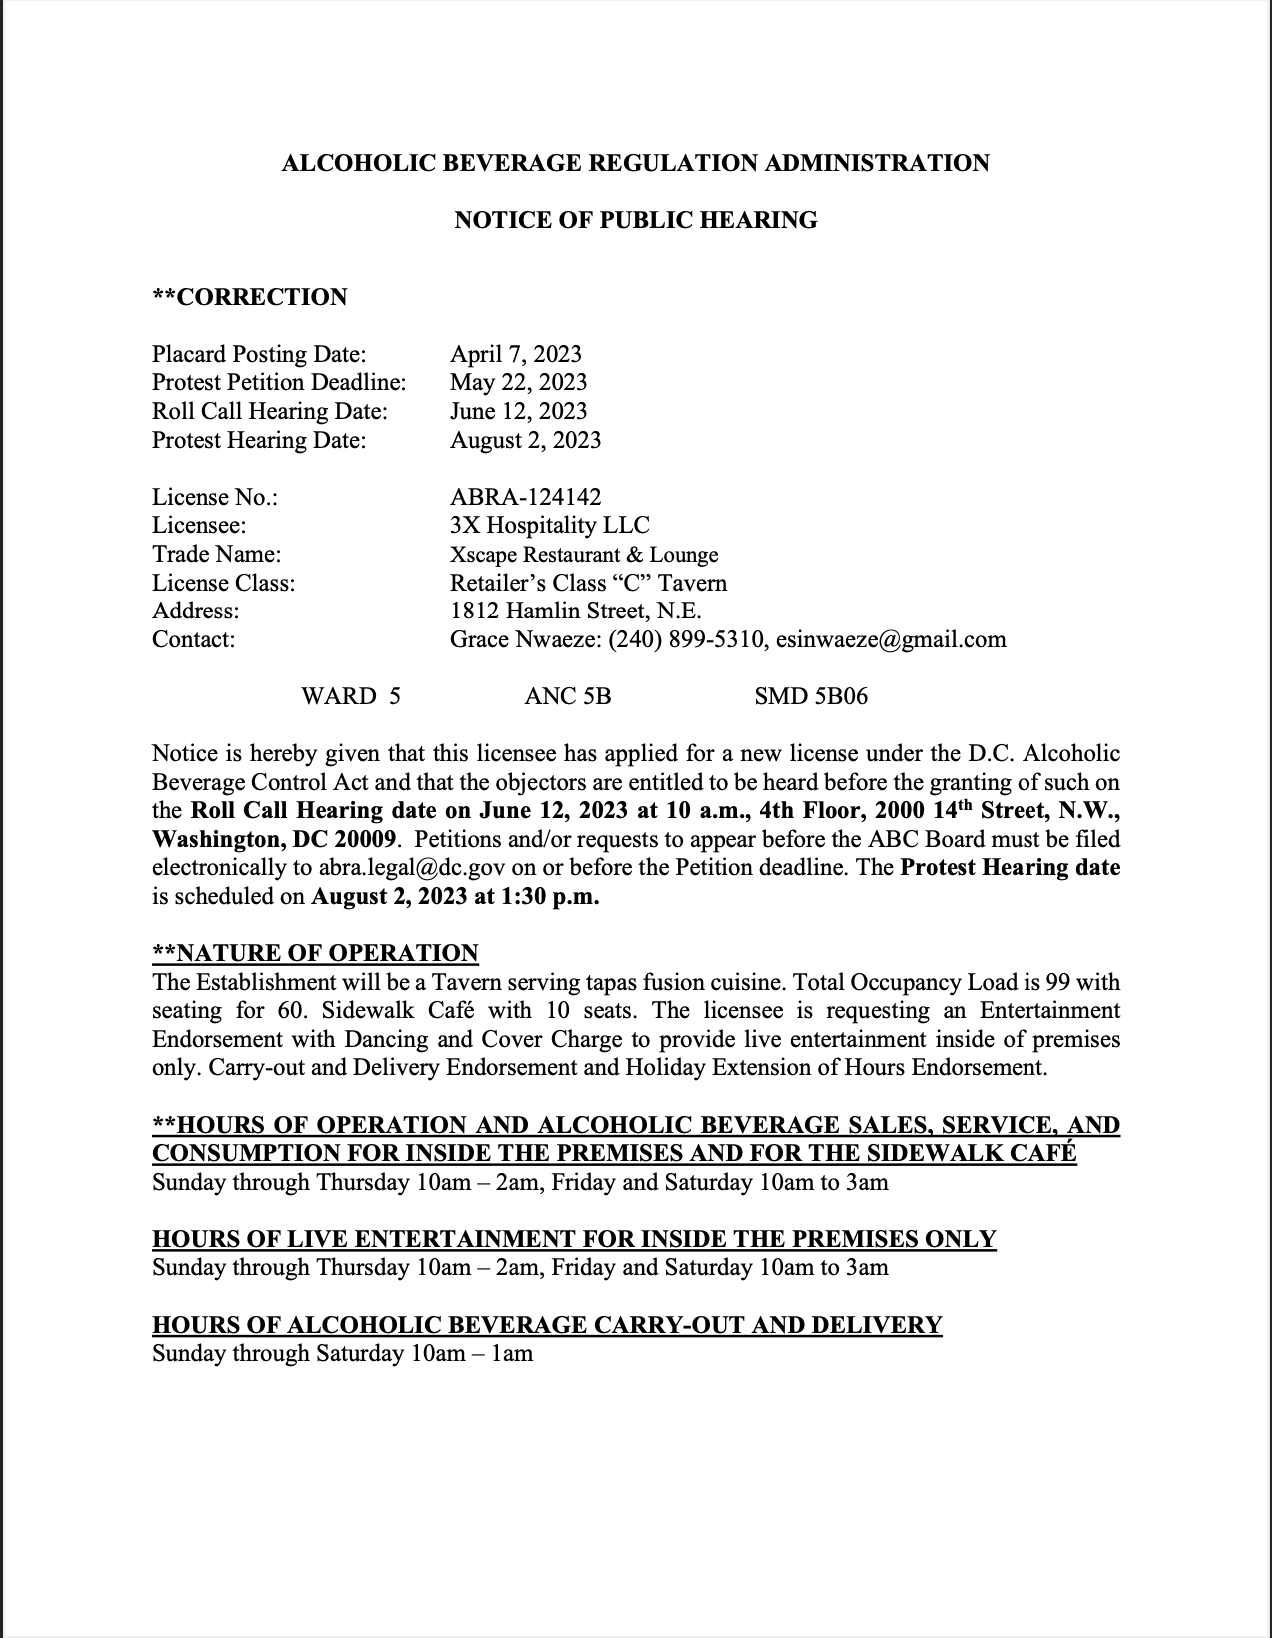 ALCOHOLIC BEVERAGE REGULATION ADMINISTRATION
NOTICE OF PUBLIC HEARING
**CORRECTION
Placard Posting Date: April 7, 2023
Protest Petition Deadline: May 22, 2023
Roll Call Hearing Date: June 12, 2023
Protest Hearing Date: August 2, 2023
License No.: ABRA-124142
Licensee: 3X Hospitality LLC
Trade Name: Xscape Restaurant & Lounge
License Class: Retailer’s Class “C” Tavern
Address: 1812 Hamlin Street, N.E.
Contact: Grace Nwaeze: (240) 899-5310, esinwaeze@gmail.com
WARD 5 ANC 5B SMD 5B06
Notice is hereby given that this licensee has applied for a new license under the D.C. Alcoholic
Beverage Control Act and that the objectors are entitled to be heard before the granting of such on
the Roll Call Hearing date on June 12, 2023 at 10 a.m., 4th Floor, 2000 14th Street, N.W.,
Washington, DC 20009. Petitions and/or requests to appear before the ABC Board must be filed
electronically to abra.legal@dc.gov on or before the Petition deadline. The Protest Hearing date
is scheduled on August 2, 2023 at 1:30 p.m.
**NATURE OF OPERATION
The Establishment will be a Tavern serving tapas fusion cuisine. Total Occupancy Load is 99 with
seating for 60. Sidewalk Café with 10 seats. The licensee is requesting an Entertainment
Endorsement with Dancing and Cover Charge to provide live entertainment inside of premises
only. Carry-out and Delivery Endorsement and Holiday Extension of Hours Endorsement.
**HOURS OF OPERATION AND ALCOHOLIC BEVERAGE SALES, SERVICE, AND
CONSUMPTION FOR INSIDE THE PREMISES AND FOR THE SIDEWALK CAFÉ
Sunday through Thursday 10am – 2am, Friday and Saturday 10am to 3am
HOURS OF LIVE ENTERTAINMENT FOR INSIDE THE PREMISES ONLY
Sunday through Thursday 10am – 2am, Friday and Saturday 10am to 3am
HOURS OF ALCOHOLIC BEVERAGE CARRY-OUT AND DELIVERY
Sunday through Saturday 10am – 1am